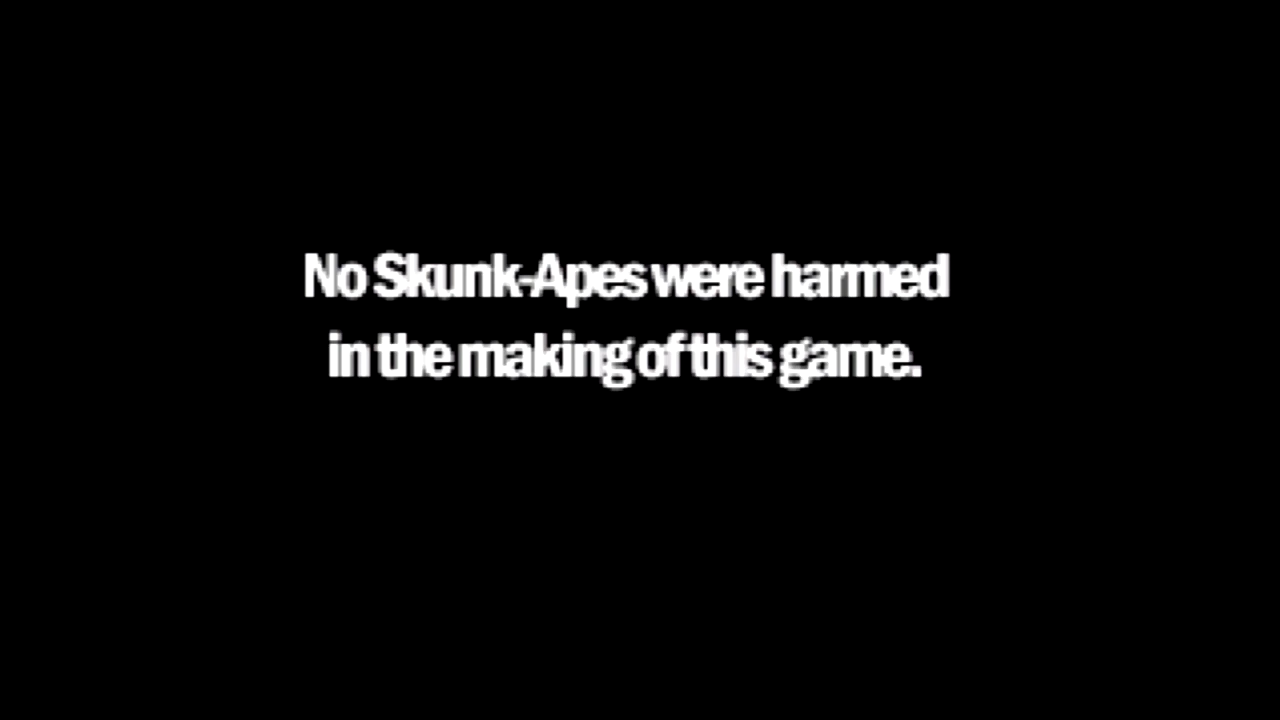 No Skunk-Apes were harmed
in the making of this game.